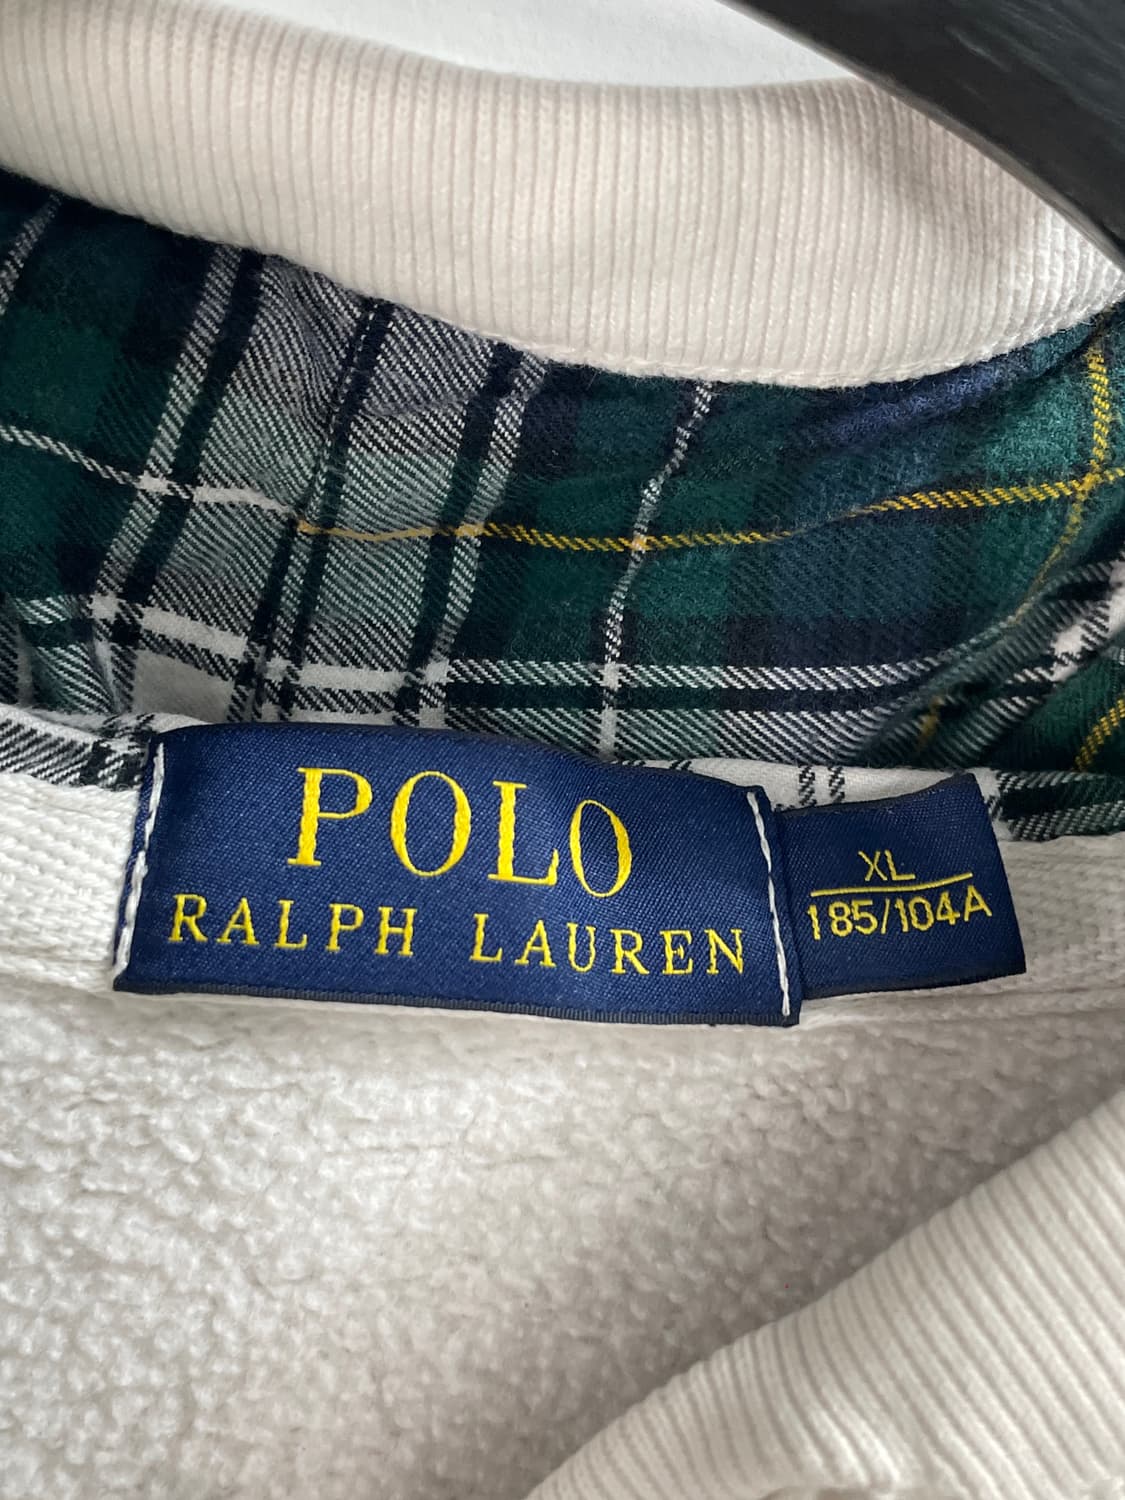 POLO
RALPH LAUREN
XL
185/104A